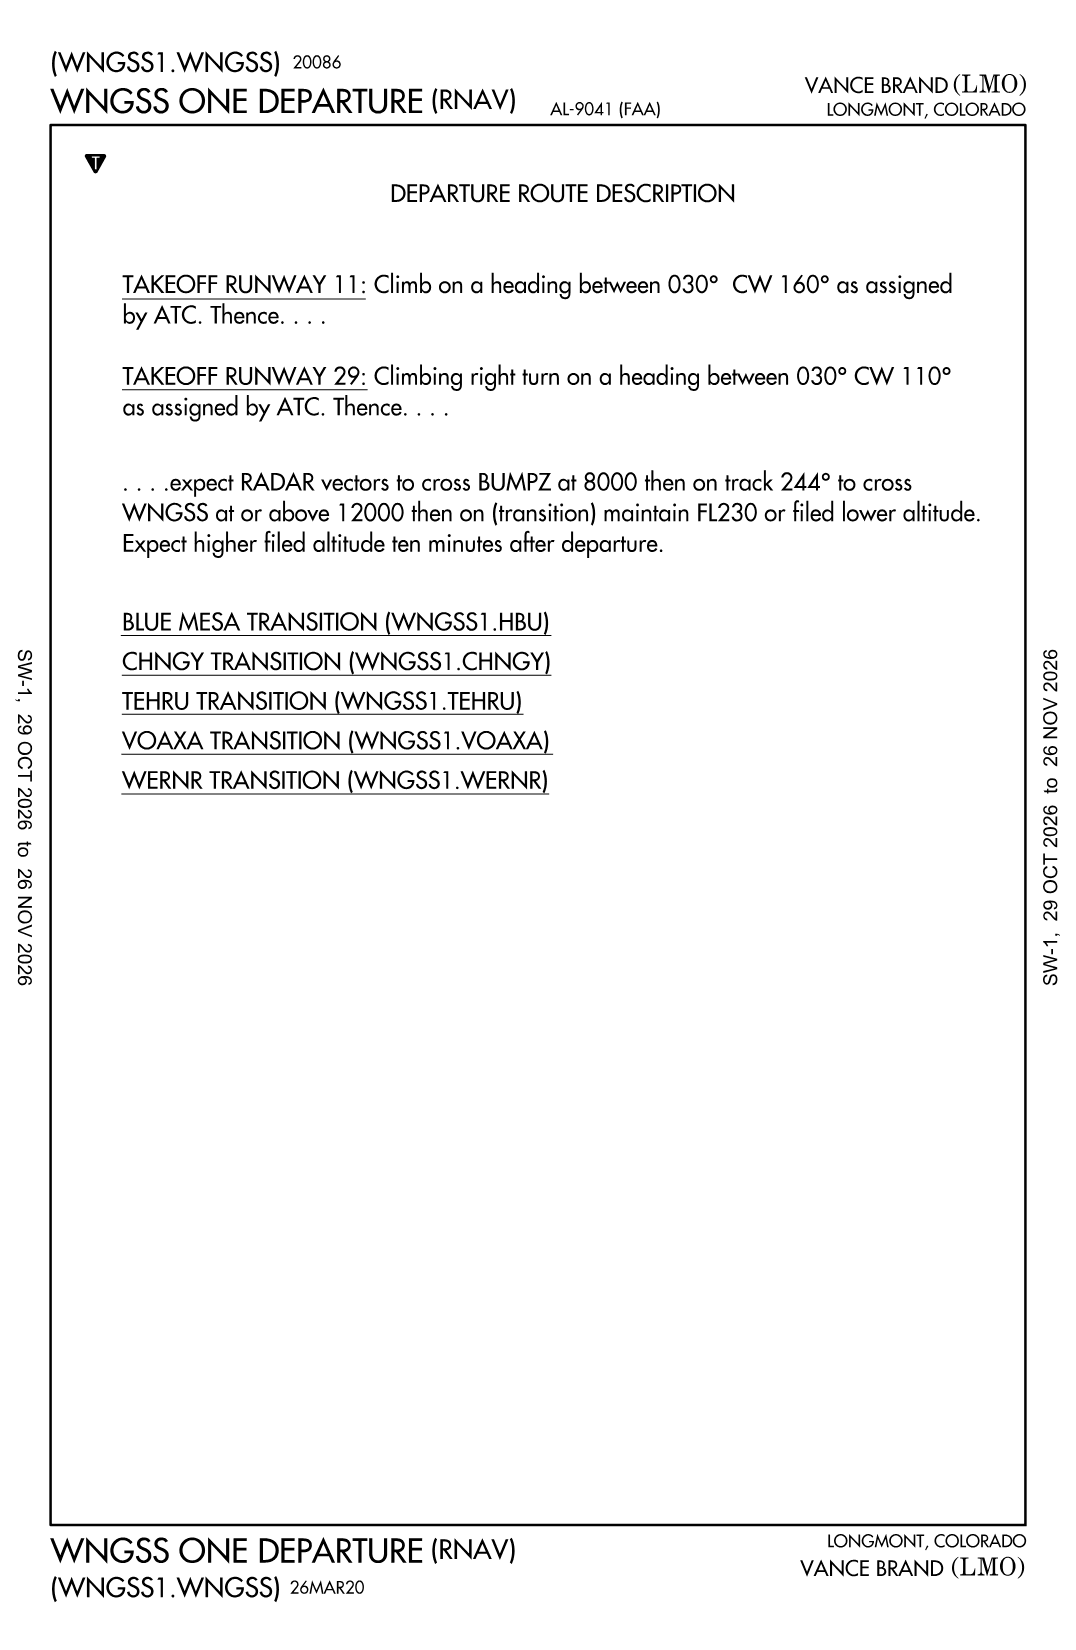 (WNGSS1.WNGSS) 20086
WNGSS ONE DEPARTURE (RNAV) AL-9041 (FAA)
VANCE BRAND (LMO)
LONGMONT, COLORADO
T
DEPARTURE ROUTE DESCRIPTION
TAKEOFF RUNWAY 11: Climb on a heading between 030° CW 160° as assigned
by ATC. Thence. . . .
TAKEOFF RUNWAY 29: Climbing right turn on a heading between 030° CW 110°
as assigned by ATC. Thence. . . .
. . . .expect RADAR vectors to cross BUMPZ at 8000 then on track 244° to cross
WNGSS at or above 12000 then on (transition) maintain FL230 or filed lower altitude.
Expect higher filed altitude ten minutes after departure.
BLUE MESA TRANSITION (WNGSS1.HBU)
CHNGY TRANSITION (WNGSS1.CHNGY)
TEHRU TRANSITION (WNGSS1.TEHRU)
VOAXA TRANSITION (WNGSS1.VOAXA)
WERNR TRANSITION (WNGSS1.WERNR)
SW-1, 29 OCT 2026 to 26 NOV 2026
SW-1, 29 OCT 2026 to 26 NOV 2026
WNGSS ONE DEPARTURE (RNAV)
(WNGSS1.WNGSS) 26MAR20
LONGMONT, COLORADO
VANCE BRAND (LMO)